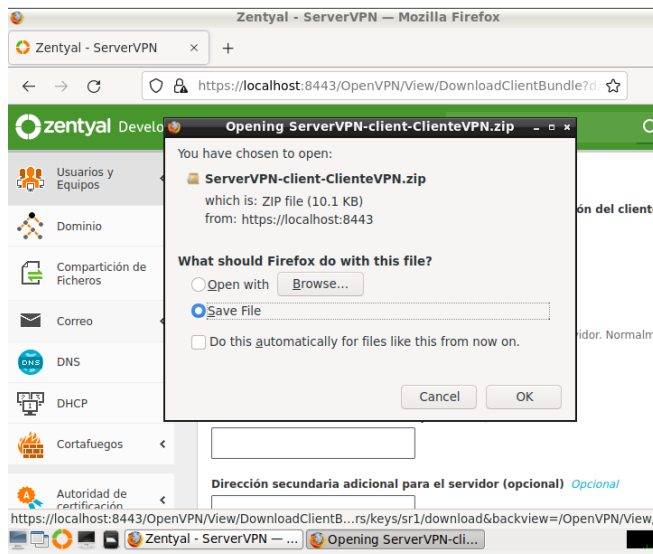 Zentyal - ServerVPN — Mozilla Firefox
Zentyal - ServerVPN × +
https://localhost:8443/OpenVPN/View/DownloadClientBundle?d
zentyal Develo
Opening ServerVPN-client-ClienteVPN.zip
You have chosen to open:
ServerVPN-client-ClienteVPN.zip
which is: ZIP file (10.1 KB)
from: https://localhost:8443
What should Firefox do with this file?
Open with Browse...
Save File
Do this automatically for files like this from now on.
Cancel OK
Usuarios y
Equipos
Dominio
Compartición de
Ficheros
Correo
DNS
DNS
DHCP
Cortafuegos
Autoridad de
certificación
ón del cliente
vidor. Normalm
Dirección secundaria adicional para el servidor (opcional) Opcional
https://localhost:8443/OpenVPN/View/DownloadClientB...rs/keys/sr1/download&backview=/OpenVPN/View/
Zentyal - ServerVPN — ... Opening ServerVPN-cli...